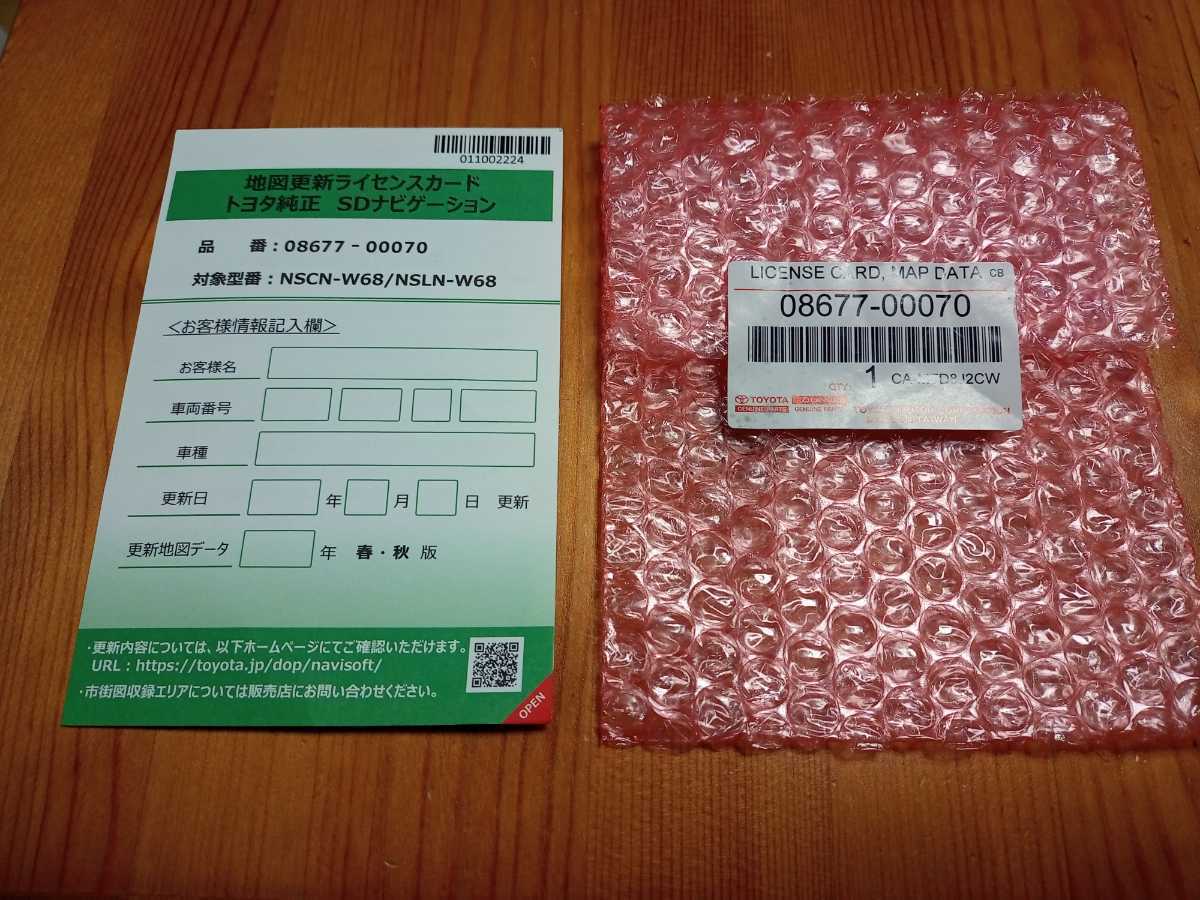 011002224
地図更新ライセンスカード
トヨタ純正 SDナビゲーション
品 番：08677-00070
対象型番：NSCN-W68/NSLN-W68
<お客様情報記入欄>
お客様名
車両番号
車種
更新日 年 月 日 更新
更新地図データ 年 春・秋 版
・更新内容については、以下ホームページにてご確認いただけます。
URL：https://toyota.jp/dop/navisoft/
・市街図収録エリアについては販売店にお問い合わせください。
OPEN
LICENSE CARD, MAP DATA CB
08677-00070
QTY: 1
TOYOTA
GENUINE PARTS
GENUINE PARTS